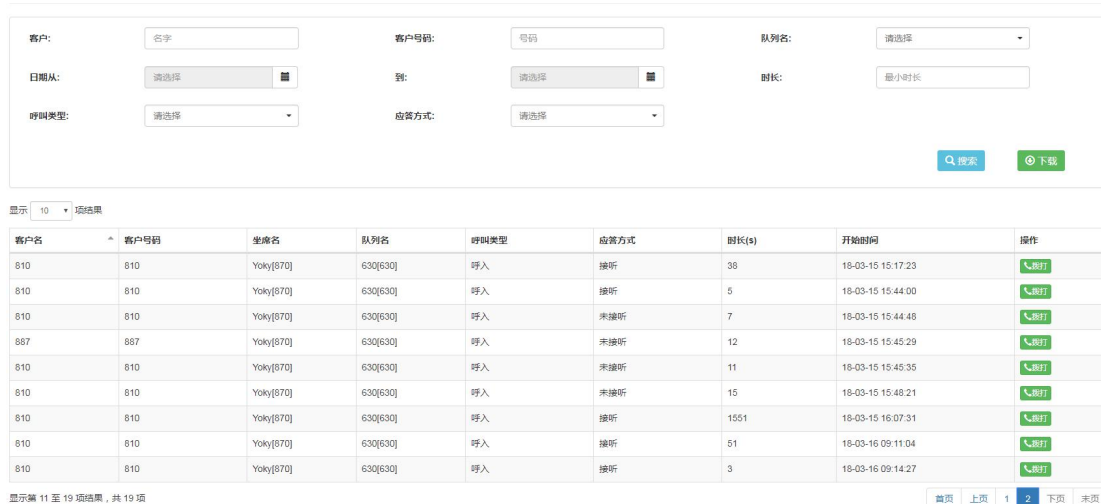 客户: 名字 客户号码: 号码 队列名: 请选择
日期从: 请选择 到: 请选择 时长: 最小时长
呼叫类型: 请选择 应答方式: 请选择
搜索 下载
显示 10 项结果
客户名 客户号码 坐席名 队列名 呼叫类型 应答方式 时长(s) 开始时间 操作
810 810 Yoky[870] 630[630] 呼入 接听 38 18-03-15 15:17:23 拨打
810 810 Yoky[870] 630[630] 呼入 接听 5 18-03-15 15:44:00 拨打
810 810 Yoky[870] 630[630] 呼入 未接听 7 18-03-15 15:44:48 拨打
887 887 Yoky[870] 630[630] 呼入 未接听 12 18-03-15 15:45:29 拨打
810 810 Yoky[870] 630[630] 呼入 未接听 11 18-03-15 15:45:35 拨打
810 810 Yoky[870] 630[630] 呼入 未接听 15 18-03-15 15:48:21 拨打
810 810 Yoky[870] 630[630] 呼入 接听 1551 18-03-15 16:07:31 拨打
810 810 Yoky[870] 630[630] 呼入 接听 51 18-03-16 09:11:04 拨打
810 810 Yoky[870] 630[630] 呼入 接听 3 18-03-16 09:14:27 拨打
显示第 11 至 19 项结果，共 19 项 首页 上页 1 2 下页 末页